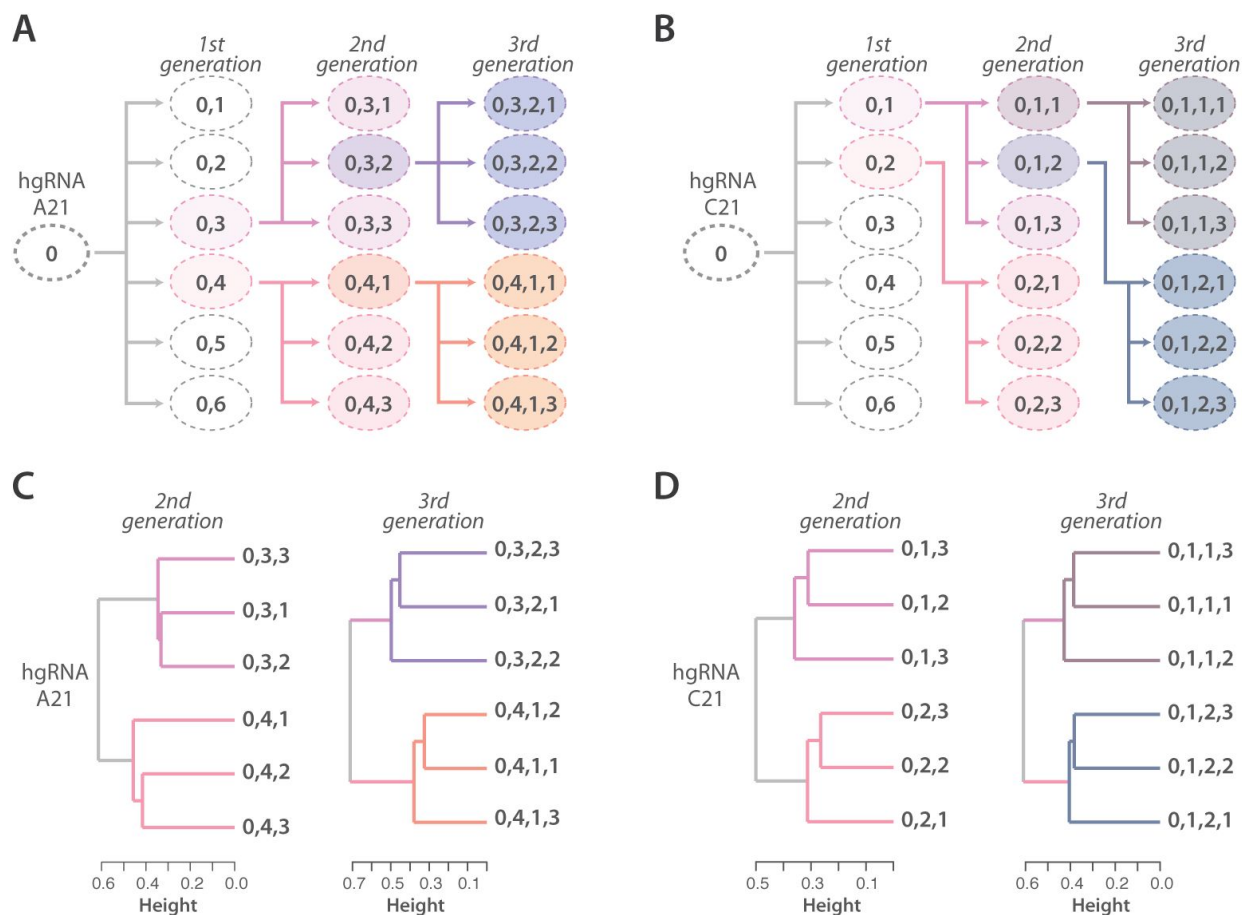 A
1st
generation
2nd
generation
3rd
generation
hgRNA
A21
0
0,1
0,2
0,3
0,4
0,5
0,6
0,3,1
0,3,2
0,3,3
0,4,1
0,4,2
0,4,3
0,3,2,1
0,3,2,2
0,3,2,3
0,4,1,1
0,4,1,2
0,4,1,3
B
1st
generation
2nd
generation
3rd
generation
hgRNA
C21
0
0,1
0,2
0,3
0,4
0,5
0,6
0,1,1
0,1,2
0,1,3
0,2,1
0,2,2
0,2,3
0,1,1,1
0,1,1,2
0,1,1,3
0,1,2,1
0,1,2,2
0,1,2,3
C
2nd
generation
hgRNA
A21
0,3,3
0,3,1
0,3,2
0,4,1
0,4,2
0,4,3
0.6 0.4 0.2 0.0
Height
3rd
generation
0,3,2,3
0,3,2,1
0,3,2,2
0,4,1,2
0,4,1,1
0,4,1,3
0.7 0.5 0.3 0.1
Height
D
2nd
generation
hgRNA
C21
0,1,3
0,1,2
0,1,3
0,2,3
0,2,2
0,2,1
0.5 0.3 0.1
Height
3rd
generation
0,1,1,3
0,1,1,1
0,1,1,2
0,1,2,3
0,1,2,2
0,1,2,1
0.6 0.4 0.2 0.0
Height